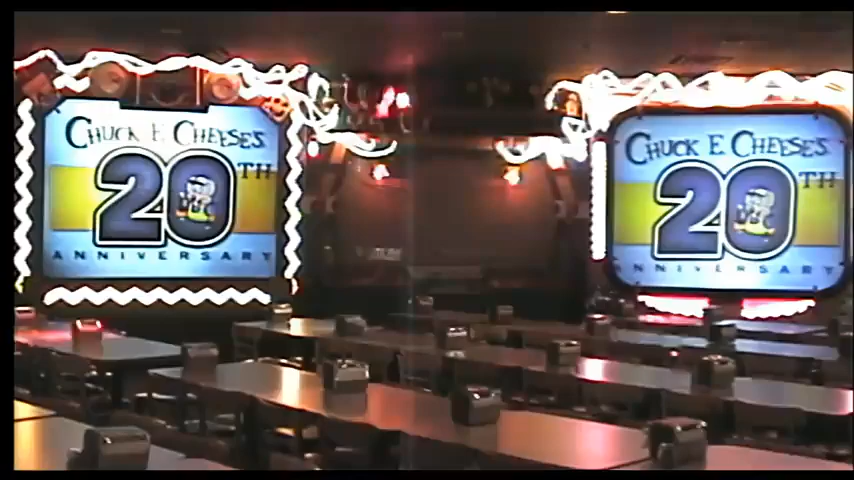 CHUCK E. CHEESE'S
20TH
ANNIVERSARY
CHUCK E. CHEESE'S
20TH
ANNIVERSARY